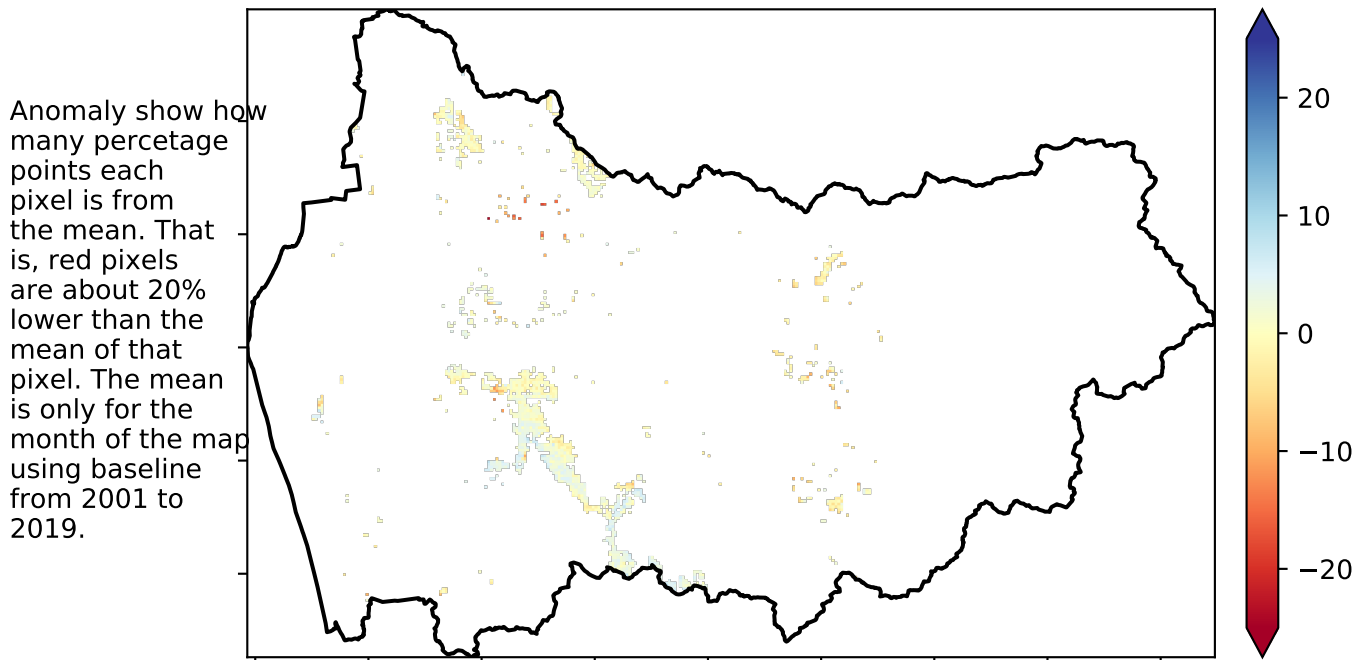 Anomaly show how
many percetage
points each
pixel is from
the mean. That
is, red pixels
are about 20%
lower than the
mean of that
pixel. The mean
is only for the
month of the map
using baseline
from 2001 to
2019.
20
10
0
−10
−20